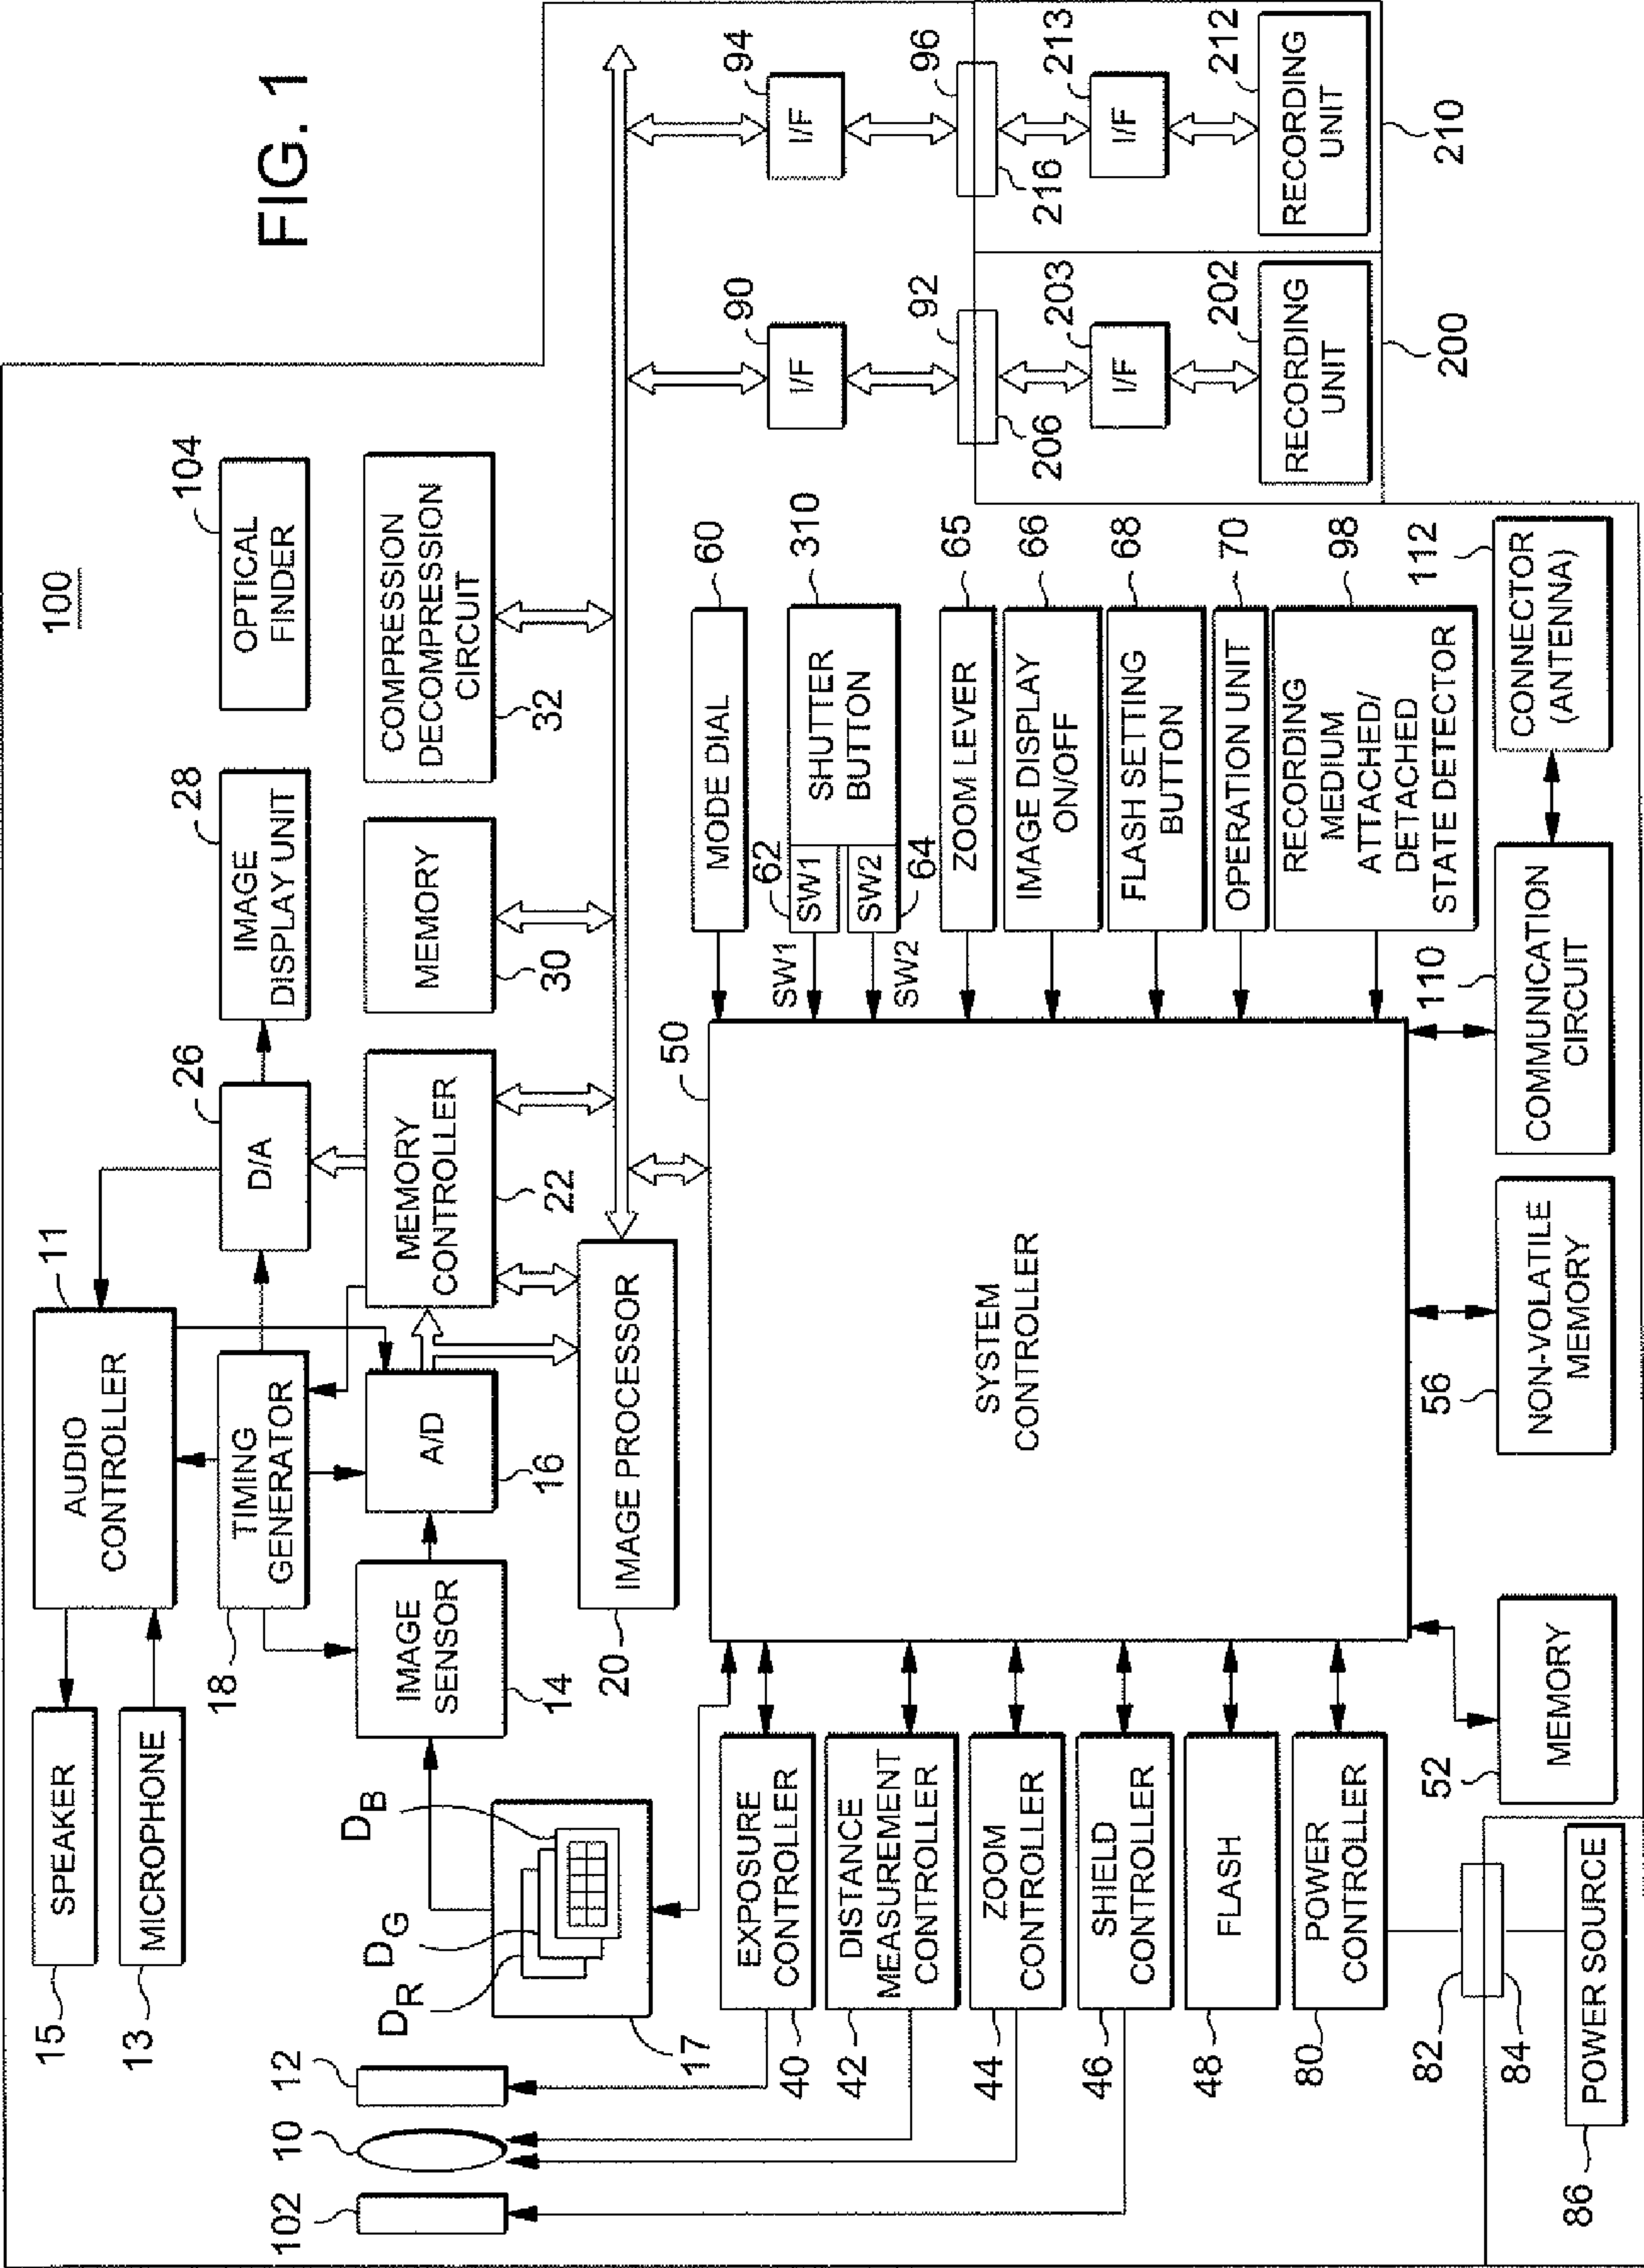 FIG. 1
100
SPEAKER
15
MICROPHONE
13
AUDIO
CONTROLLER
11
TIMING
GENERATOR
18
D/A
26
IMAGE
DISPLAY UNIT
28
OPTICAL
FINDER
104
102
10
12
IMAGE
SENSOR
14
A/D
16
MEMORY
CONTROLLER
22
MEMORY
30
COMPRESSION
DECOMPRESSION
CIRCUIT
32
DR
DG
DB
17
IMAGE PROCESSOR
20
EXPOSURE
CONTROLLER
40
DISTANCE
MEASUREMENT
CONTROLLER
42
ZOOM
CONTROLLER
44
SHIELD
CONTROLLER
46
FLASH
48
POWER
CONTROLLER
80
82
84
POWER SOURCE
86
SYSTEM
CONTROLLER
50
MODE DIAL
60
SHUTTER
BUTTON
310
SW1
62
SW2
64
SW1
SW2
ZOOM LEVER
65
IMAGE DISPLAY
ON/OFF
66
FLASH SETTING
BUTTON
68
OPERATION UNIT
70
RECORDING
MEDIUM
ATTACHED/
DETACHED
STATE DETECTOR
98
MEMORY
52
NON-VOLATILE
MEMORY
56
COMMUNICATION
CIRCUIT
110
CONNECTOR
(ANTENNA)
112
I/F
90
92
206
I/F
203
RECORDING
UNIT
202
200
I/F
94
96
216
I/F
213
RECORDING
UNIT
212
210